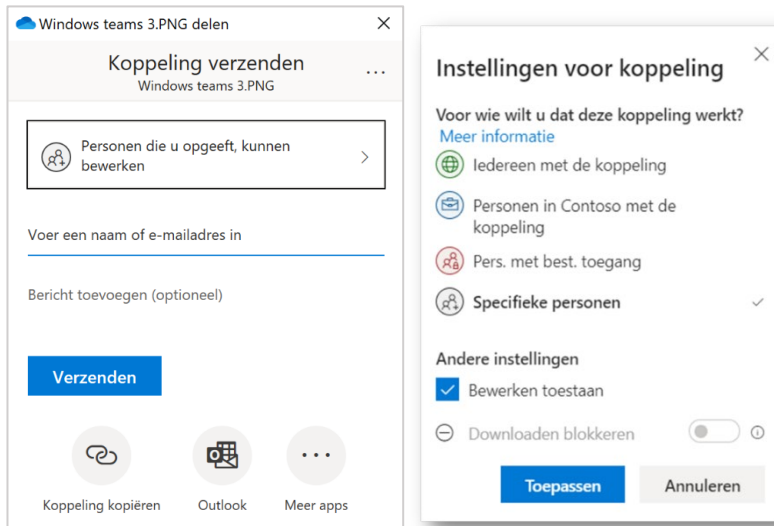 Windows teams 3.PNG delen
Koppeling verzenden
Windows teams 3.PNG
Personen die u opgeeft, kunnen
bewerken
Voer een naam of e-mailadres in
Bericht toevoegen (optioneel)
Verzenden
Koppeling kopiëren
Outlook
Meer apps
Instellingen voor koppeling
Voor wie wilt u dat deze koppeling werkt?
Meer informatie
Iedereen met de koppeling
Personen in Contoso met de
koppeling
Pers. met best. toegang
Specifieke personen
Andere instellingen
Bewerken toestaan
Downloaden blokkeren
Toepassen
Annuleren